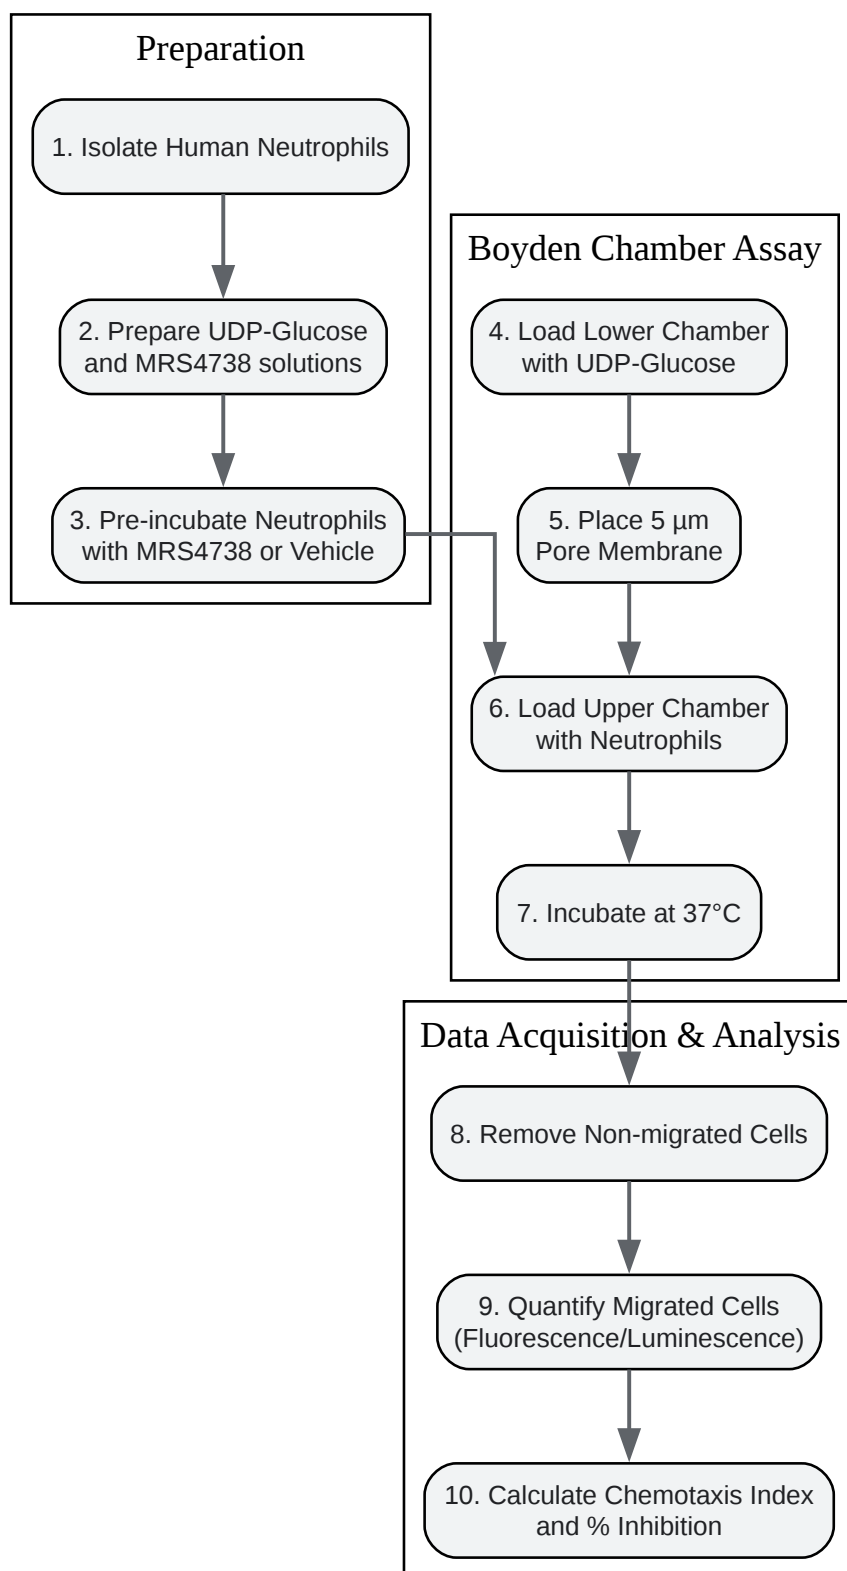 Preparation
1. Isolate Human Neutrophils
2. Prepare UDP-Glucose
and MRS4738 solutions
3. Pre-incubate Neutrophils
with MRS4738 or Vehicle
Boyden Chamber Assay
4. Load Lower Chamber
with UDP-Glucose
5. Place 5 µm
Pore Membrane
6. Load Upper Chamber
with Neutrophils
7. Incubate at 37°C
Data Acquisition & Analysis
8. Remove Non-migrated Cells
9. Quantify Migrated Cells
(Fluorescence/Luminescence)
10. Calculate Chemotaxis Index
and % Inhibition